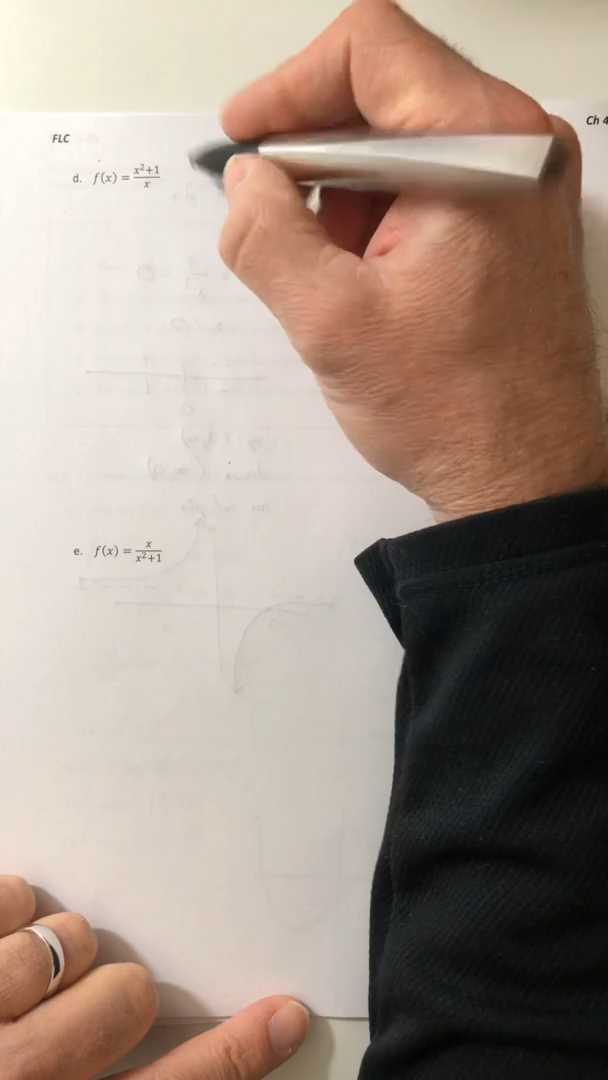 FLC
Ch 4
d. f(x) = x²+1/x
e. f(x) = x/x²+1